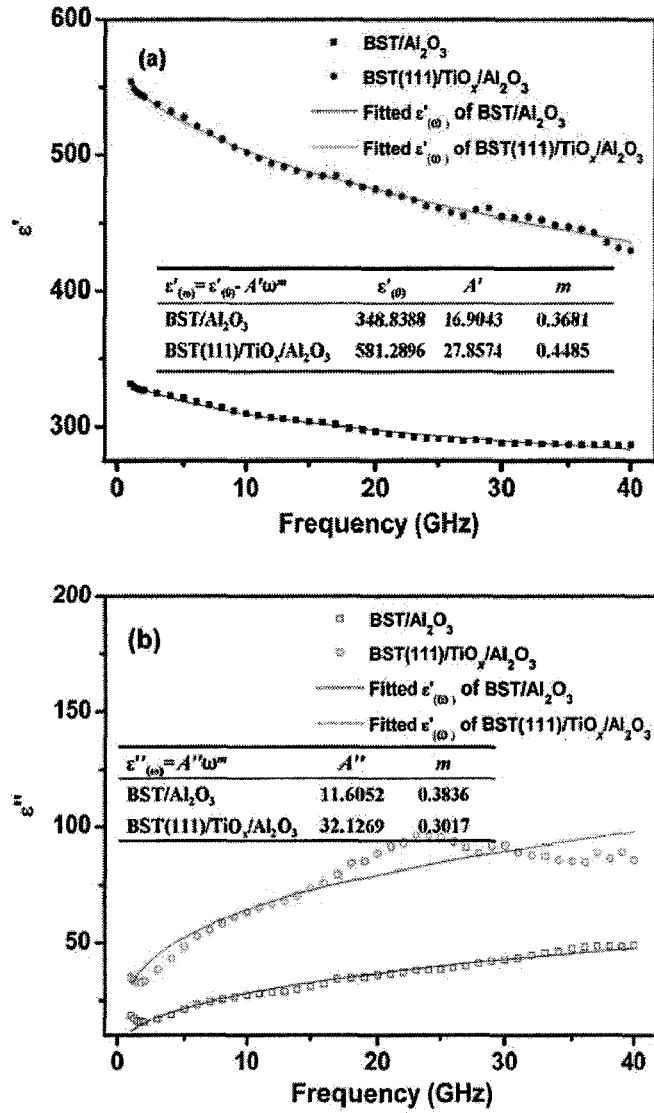 600
500
400
300
ε'
(a)
BST/Al₂O₃
BST(111)/TiOₓ/Al₂O₃
Fitted ε'(ω) of BST/Al₂O₃
Fitted ε'(ω) of BST(111)/TiOₓ/Al₂O₃
ε'(ω)= ε'(0)- A'ωᵐ ε'(0) A' m
BST/Al₂O₃ 348.8388 16.9043 0.3681
BST(111)/TiOₓ/Al₂O₃ 581.2896 27.8574 0.4485
0 10 20 30 40
Frequency (GHz)
200
150
100
50
ε''
(b)
BST/Al₂O₃
BST(111)/TiOₓ/Al₂O₃
Fitted ε'(ω) of BST/Al₂O₃
Fitted ε'(ω) of BST(111)/TiOₓ/Al₂O₃
ε''(ω)=A''ωᵐ A'' m
BST/Al₂O₃ 11.6052 0.3836
BST(111)/TiOₓ/Al₂O₃ 32.1269 0.3017
0 10 20 30 40
Frequency (GHz)